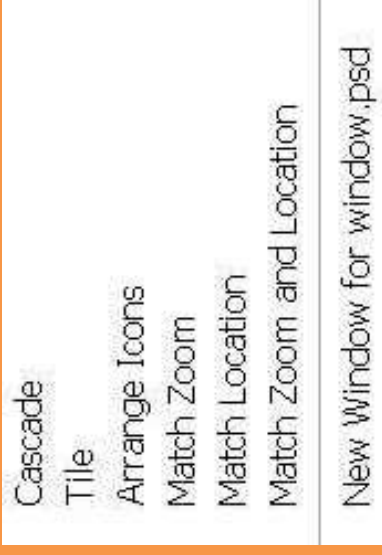 Cascade
Tile
Arrange Icons
Match Zoom
Match Location
Match Zoom and Location
New Window for window.psd